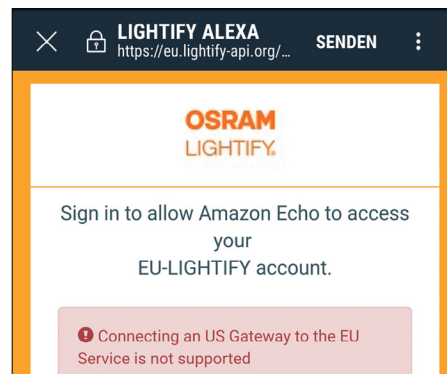 LIGHTIFY ALEXA
https://eu.lightify-api.org/...
SENDEN
OSRAM
LIGHTIFY.
Sign in to allow Amazon Echo to access
your
EU-LIGHTIFY account.
Connecting an US Gateway to the EU
Service is not supported